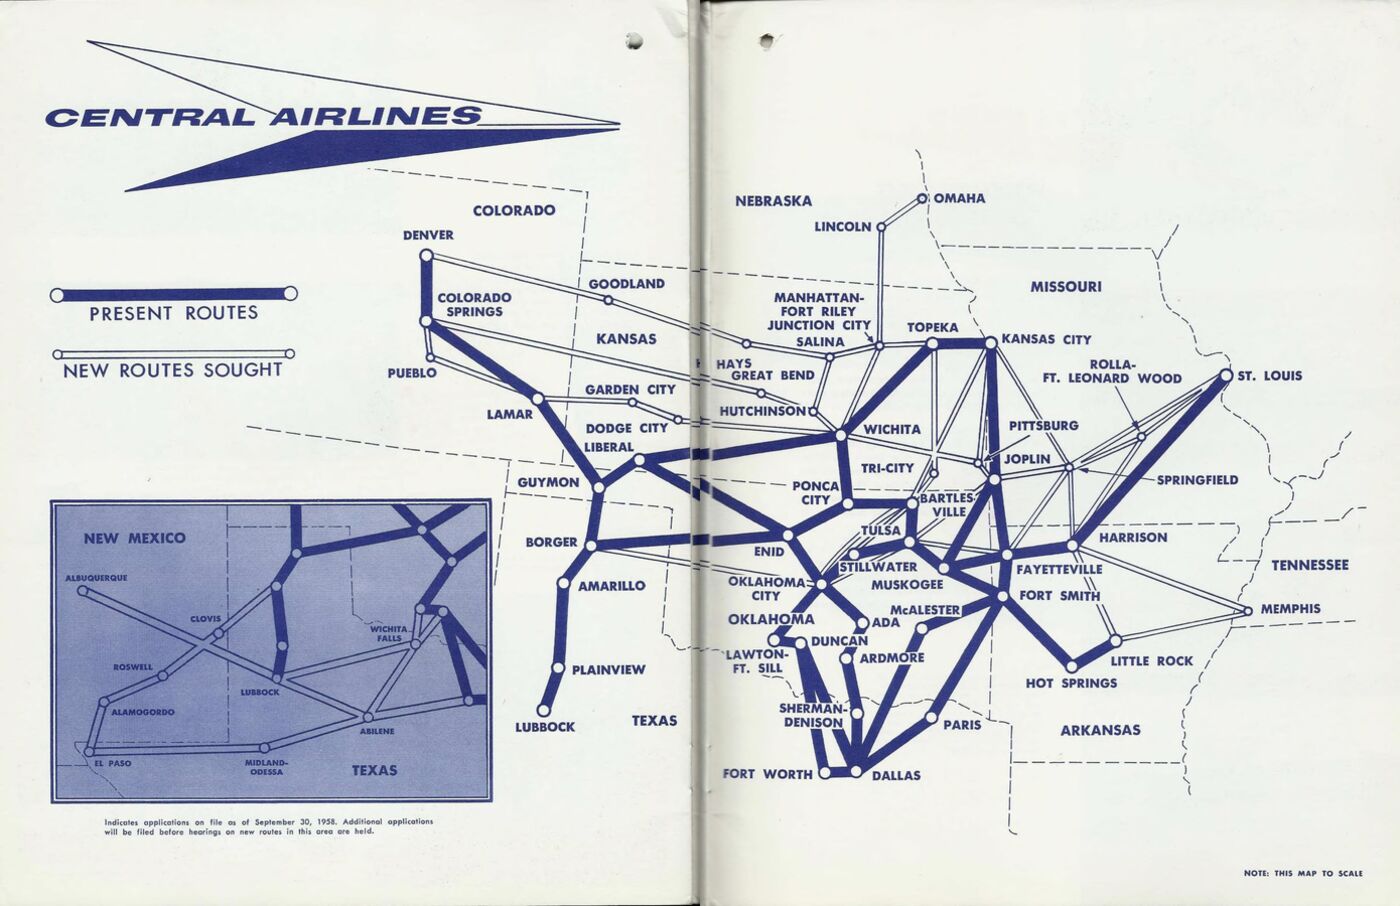 CENTRAL AIRLINES
PRESENT ROUTES
NEW ROUTES SOUGHT
COLORADO
DENVER
COLORADO
SPRINGS
PUEBLO
LAMAR
GOODLAND
KANSAS
GARDEN CITY
DODGE CITY
LIBERAL
GUYMON
BORGER
AMARILLO
PLAINVIEW
LUBBOCK
TEXAS
NEBRASKA
OMAHA
LINCOLN
MISSOURI
MANHATTAN-
FORT RILEY
JUNCTION CITY
SALINA
TOPEKA
KANSAS CITY
HAYS
GREAT BEND
HUTCHINSON
ROLLA-
FT. LEONARD WOOD
ST. LOUIS
WICHITA
PITTSBURG
JOPLIN
TRI-CITY
SPRINGFIELD
PONCA
CITY
BARTLES
VILLE
TULSA
ENID
STILLWATER
MUSKOGEE
HARRISON
FAYETTEVILLE
TENNESSEE
OKLAHOMA
CITY
FORT SMITH
McALESTER
MEMPHIS
OKLAHOMA
ADA
DUNCAN
LAWTON-
FT. SILL
ARDMORE
LITTLE ROCK
HOT SPRINGS
SHERMAN-
DENISON
PARIS
ARKANSAS
FORT WORTH
DALLAS
NEW MEXICO
ALBUQUERQUE
CLOVIS
WICHITA
FALLS
ROSWELL
LUBBOCK
ALAMOGORDO
ABILENE
EL PASO
MIDLAND-
ODESSA
TEXAS
Indicates applications on file as of September 30, 1958. Additional applications
will be filed before hearings on new routes in this area are held.
NOTE: THIS MAP TO SCALE